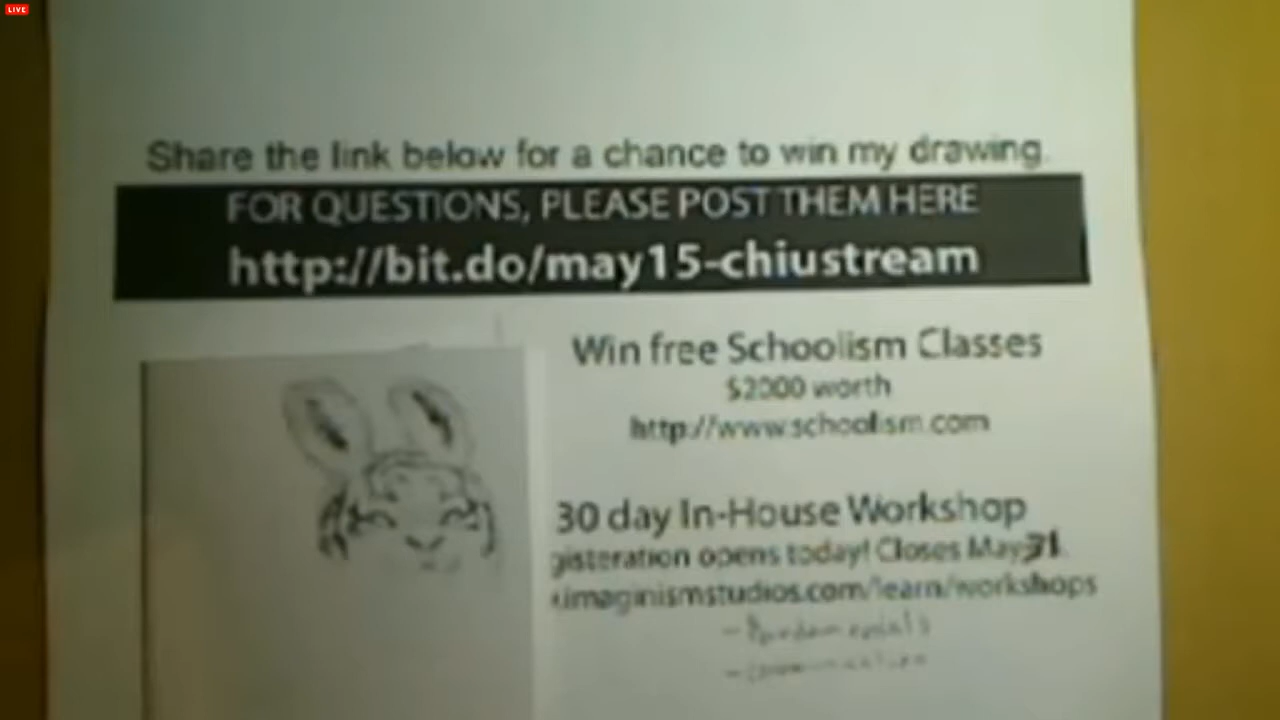 LIVE
Share the link below for a chance to win my drawing.
FOR QUESTIONS, PLEASE POST THEM HERE
http://bit.do/may15-chiustream
Win free Schoolism Classes
$2000 worth
http://www.schoolism.com
30 day In-House Workshop
gisteration opens today! Closes May 31.
.imaginismstudios.com/learn/workshops
- Fundamentals